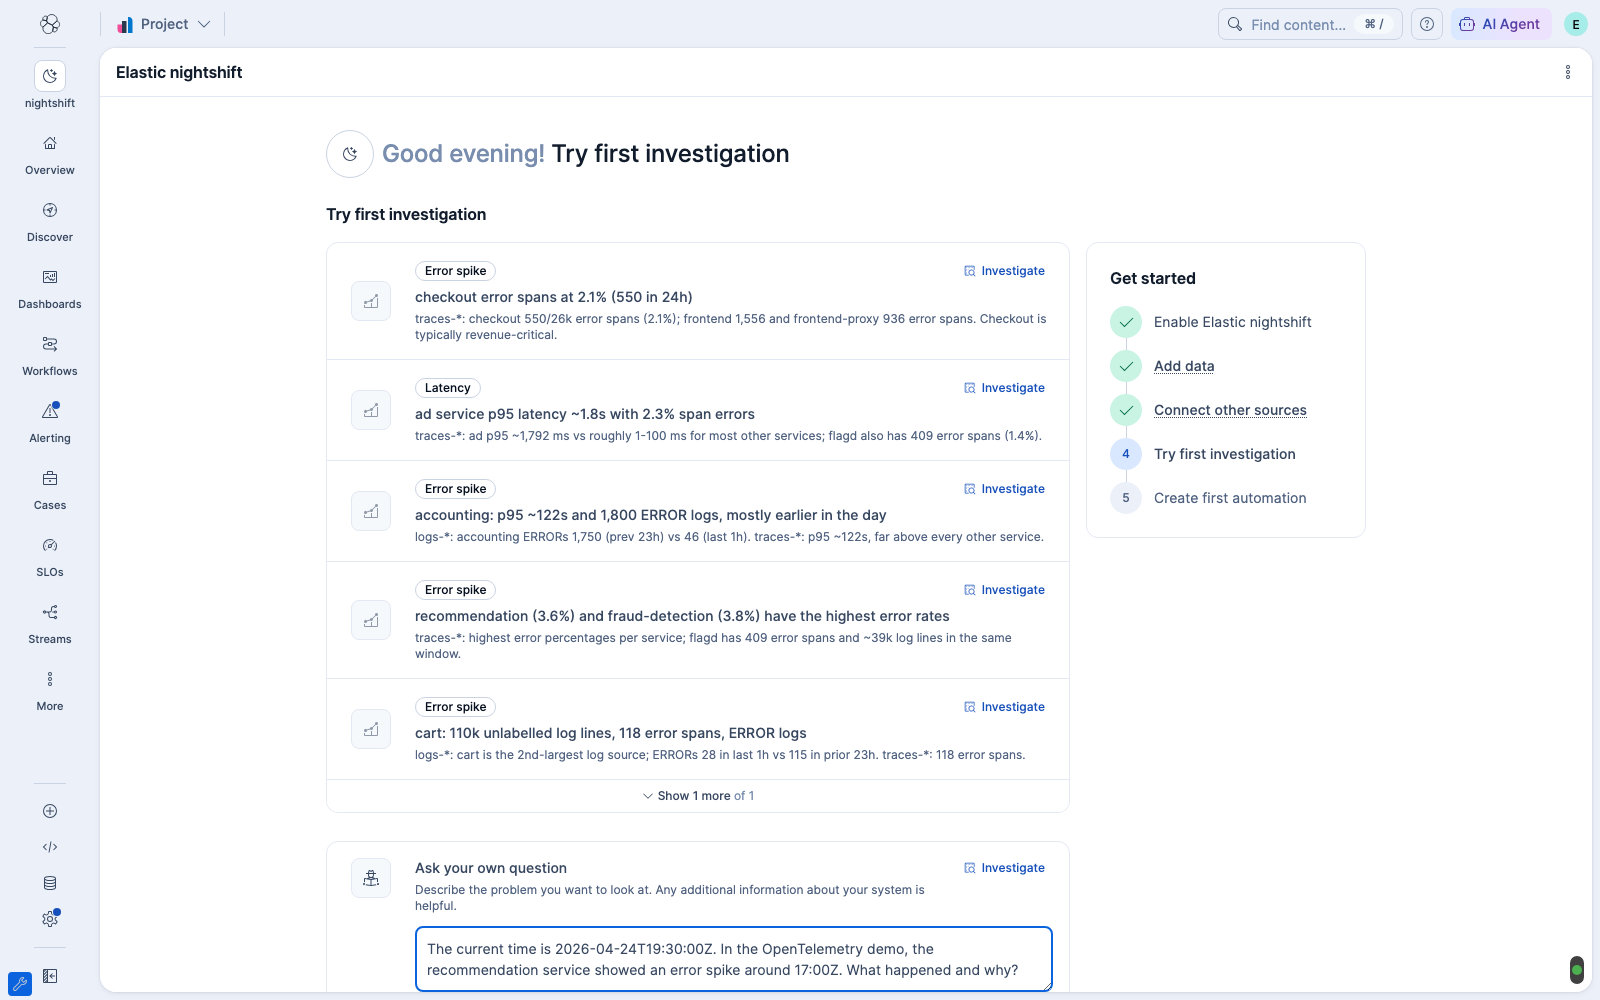 Project
Find content...
⌘ /
AI Agent
E
nightshift
Overview
Discover
Dashboards
Workflows
Alerting
Cases
SLOs
Streams
More
Elastic nightshift
Good evening! Try first investigation
Try first investigation
Error spike
Investigate
checkout error spans at 2.1% (550 in 24h)
traces-*: checkout 550/26k error spans (2.1%); frontend 1,556 and frontend-proxy 936 error spans. Checkout is
typically revenue-critical.
Latency
Investigate
ad service p95 latency ~1.8s with 2.3% span errors
traces-*: ad p95 ~1,792 ms vs roughly 1-100 ms for most other services; flagd also has 409 error spans (1.4%).
Error spike
Investigate
accounting: p95 ~122s and 1,800 ERROR logs, mostly earlier in the day
logs-*: accounting ERRORs 1,750 (prev 23h) vs 46 (last 1h). traces-*: p95 ~122s, far above every other service.
Error spike
Investigate
recommendation (3.6%) and fraud-detection (3.8%) have the highest error rates
traces-*: highest error percentages per service; flagd has 409 error spans and ~39k log lines in the same
window.
Error spike
Investigate
cart: 110k unlabelled log lines, 118 error spans, ERROR logs
logs-*: cart is the 2nd-largest log source; ERRORs 28 in last 1h vs 115 in prior 23h. traces-*: 118 error spans.
Show 1 more of 1
Ask your own question
Investigate
Describe the problem you want to look at. Any additional information about your system is
helpful.
The current time is 2026-04-24T19:30:00Z. In the OpenTelemetry demo, the
recommendation service showed an error spike around 17:00Z. What happened and why?
Get started
Enable Elastic nightshift
Add data
Connect other sources
4 Try first investigation
5 Create first automation